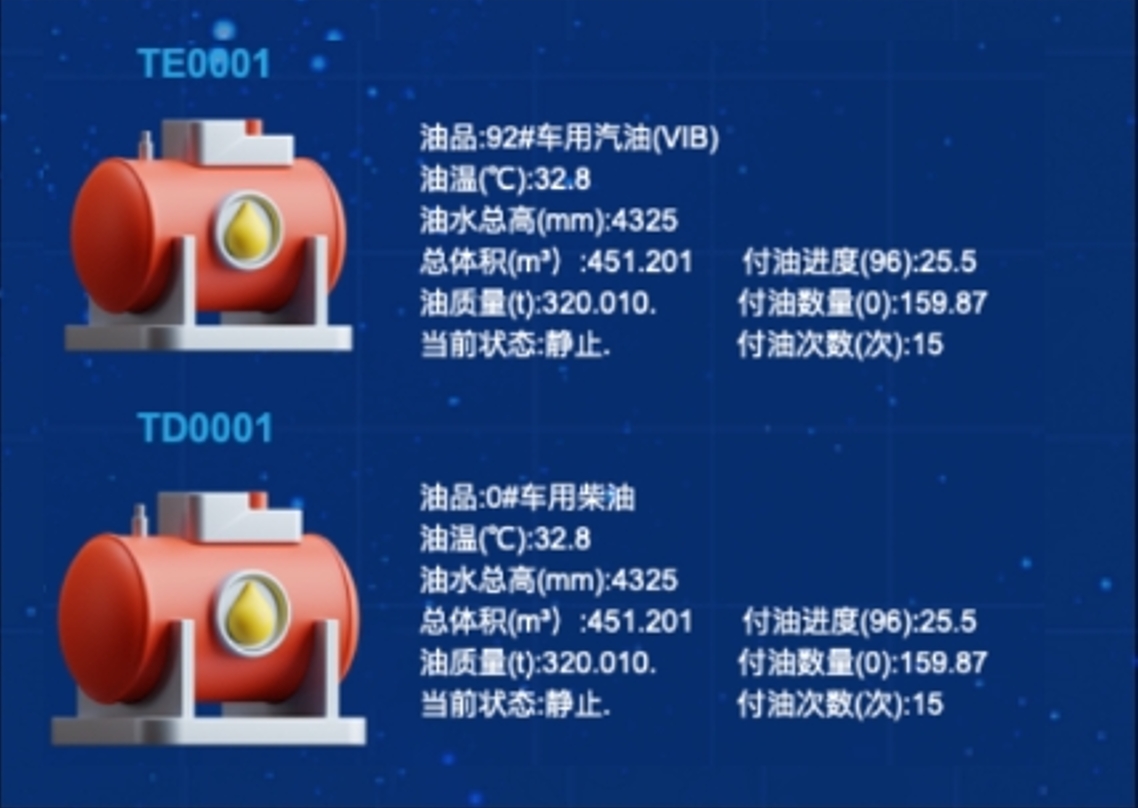 TE0001
油品:92#车用汽油(VIB)
油温(℃):32.8
油水总高(mm):4325
总体积(m³）:451.201 付油进度(96):25.5
油质量(t):320.010. 付油数量(0):159.87
当前状态:静止. 付油次数(次):15
TD0001
油品:0#车用柴油
油温(℃):32.8
油水总高(mm):4325
总体积(m³）:451.201 付油进度(96):25.5
油质量(t):320.010. 付油数量(0):159.87
当前状态:静止. 付油次数(次):15